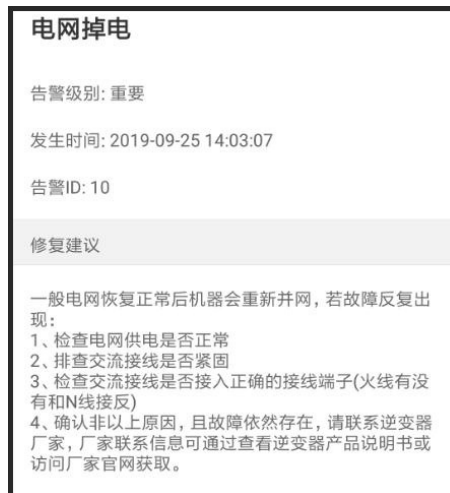 电网掉电
告警级别: 重要
发生时间: 2019-09-25 14:03:07
告警ID: 10
修复建议
一般电网恢复正常后机器会重新并网，若故障反复出
现：
1、检查电网供电是否正常
2、排查交流接线是否紧固
3、检查交流接线是否接入正确的接线端子(火线有没
有和N线接反)
4、确认非以上原因，且故障依然存在，请联系逆变器
厂家，厂家联系信息可通过查看逆变器产品说明书或
访问厂家官网获取。